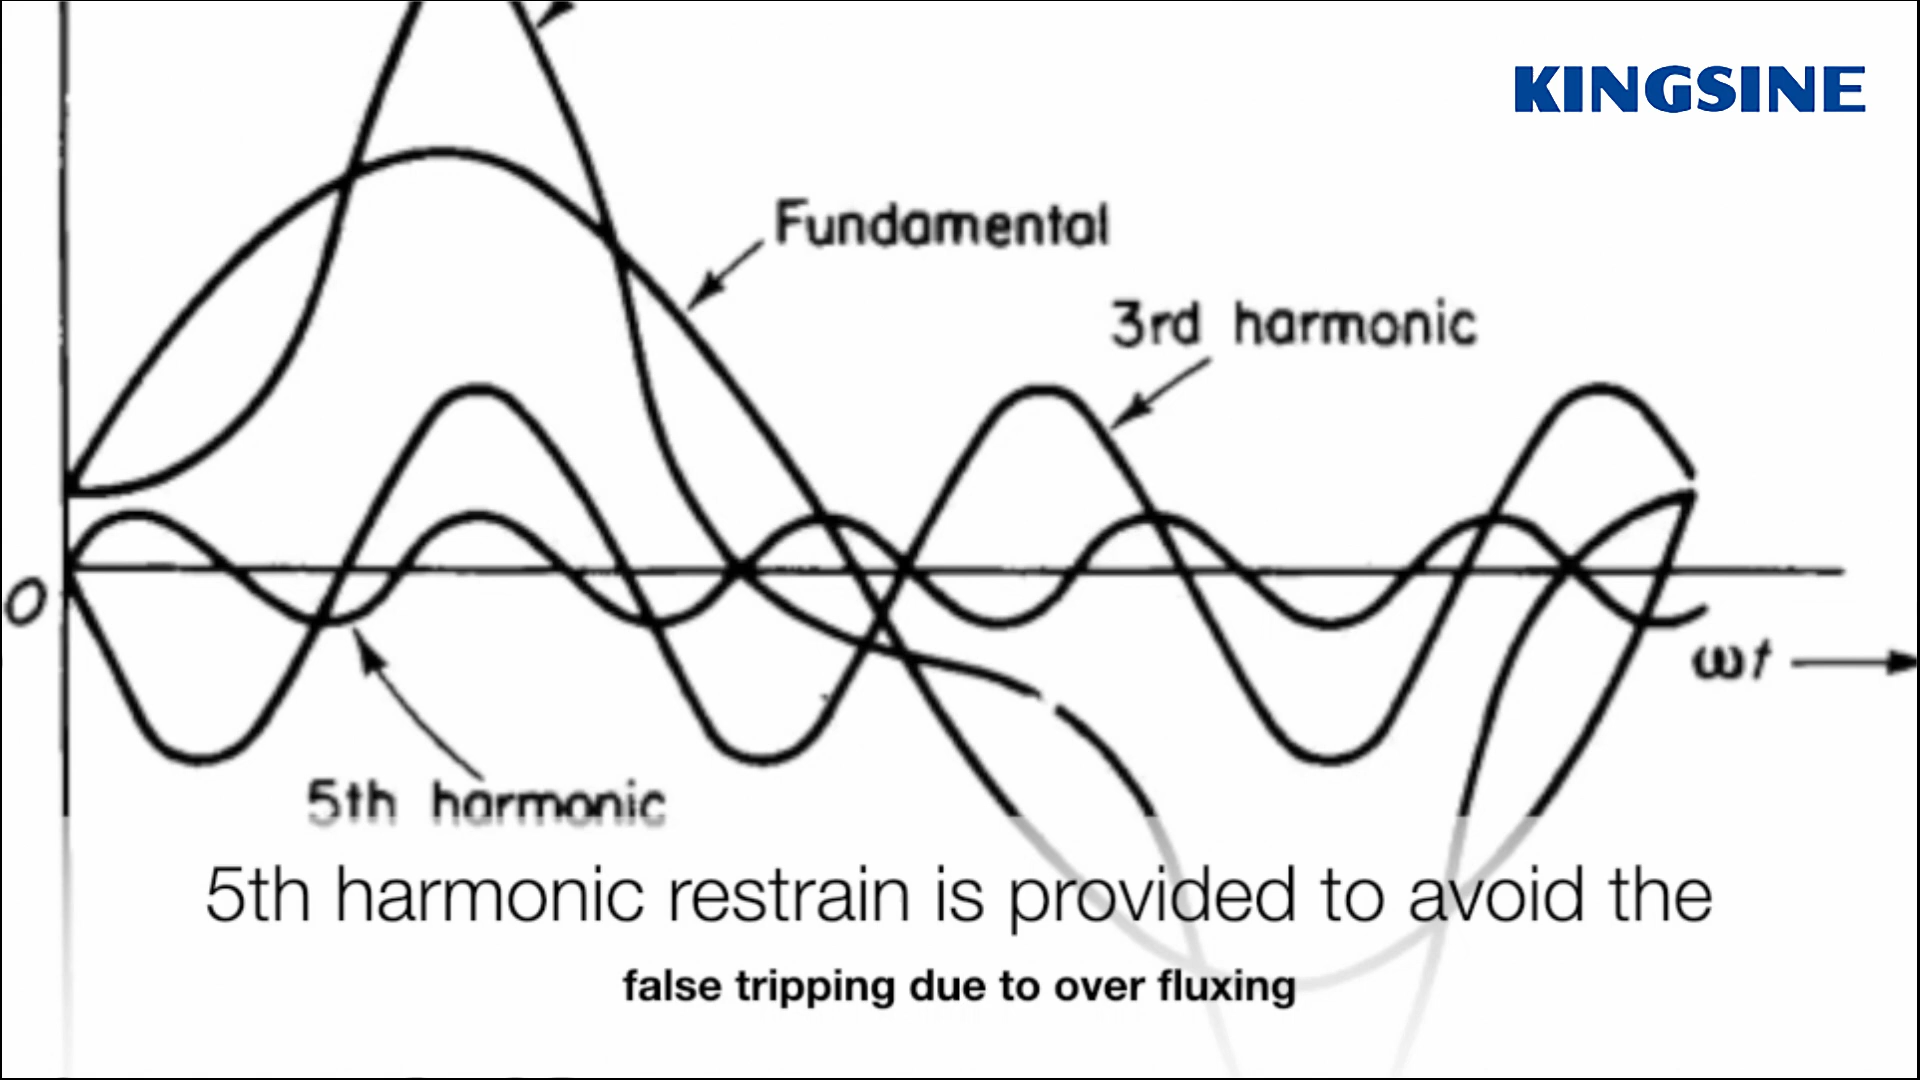 KINGSINE
Fundamental
3rd harmonic
0
ωt
5th harmonic
5th harmonic restrain is provided to avoid the
false tripping due to over fluxing